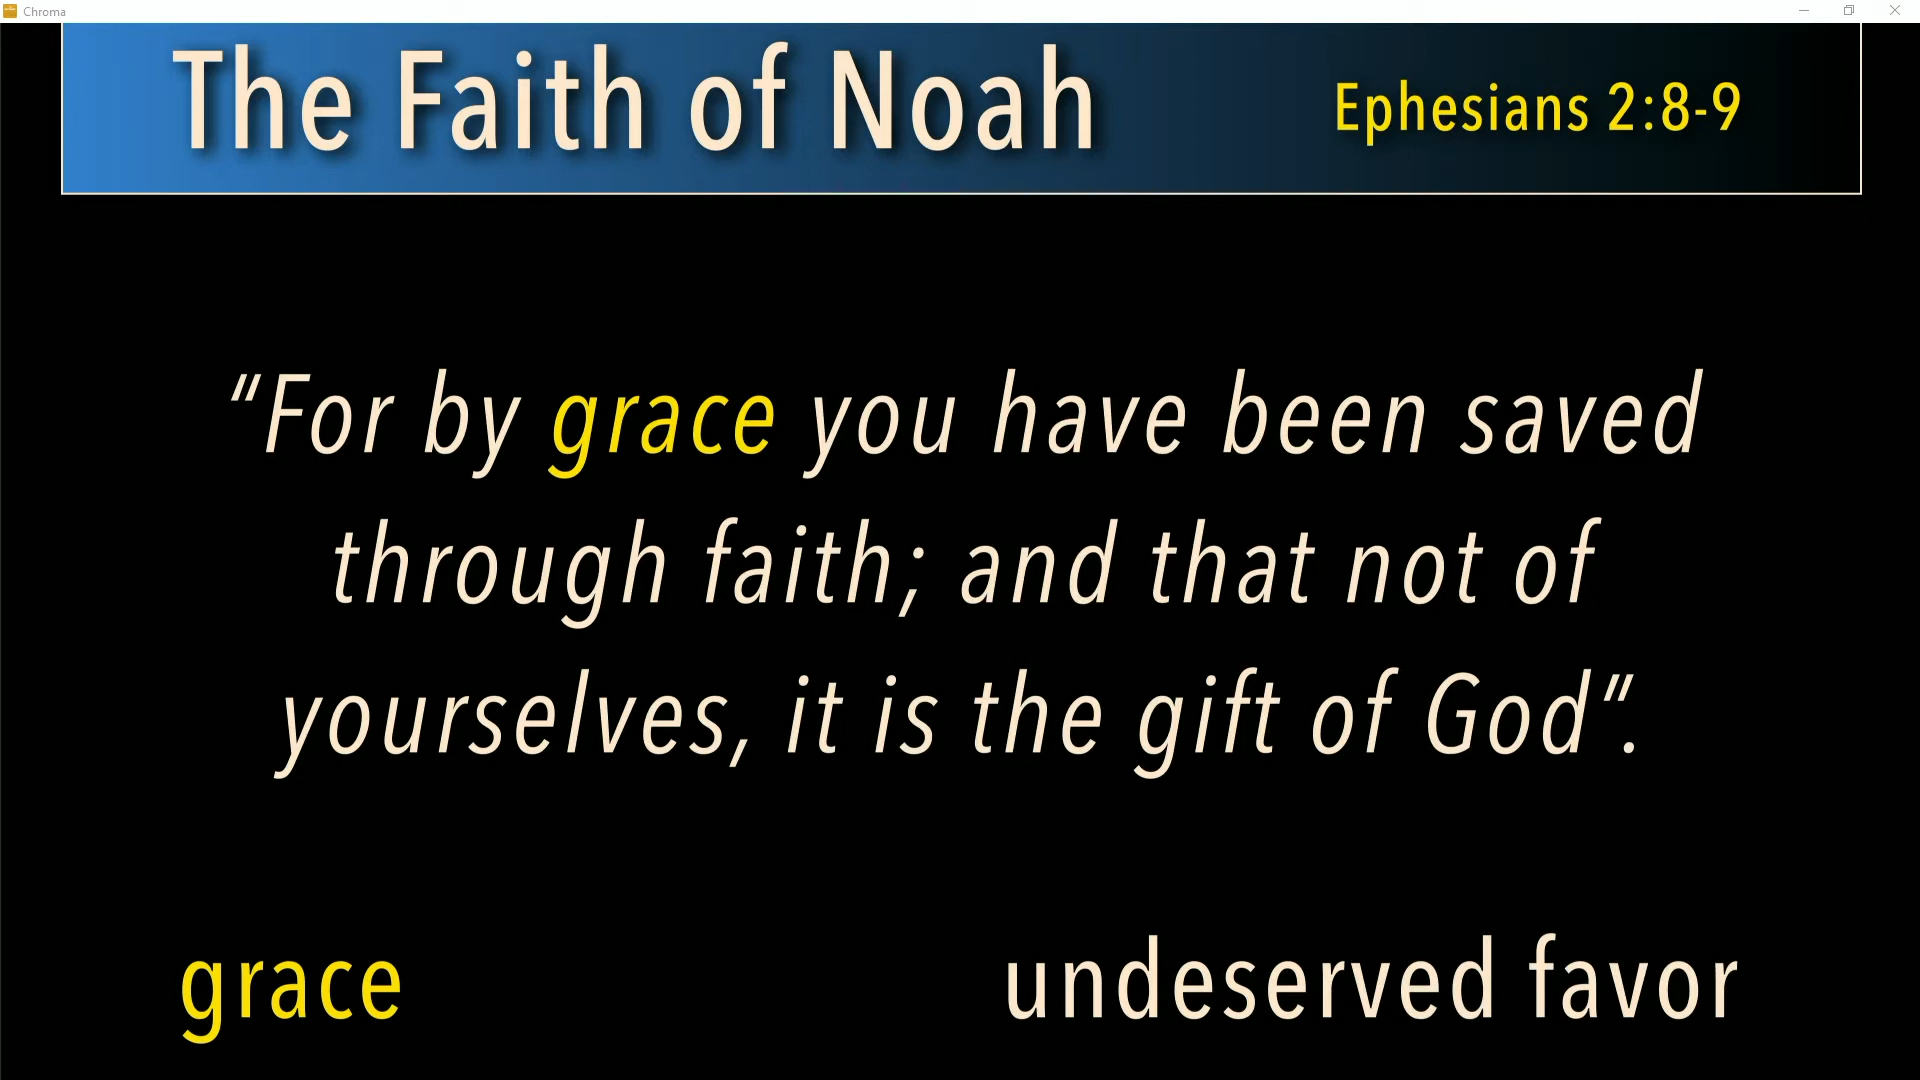 Chroma
The Faith of Noah
Ephesians 2:8-9
“For by grace you have been saved
through faith; and that not of
yourselves, it is the gift of God“.
grace
undeserved favor